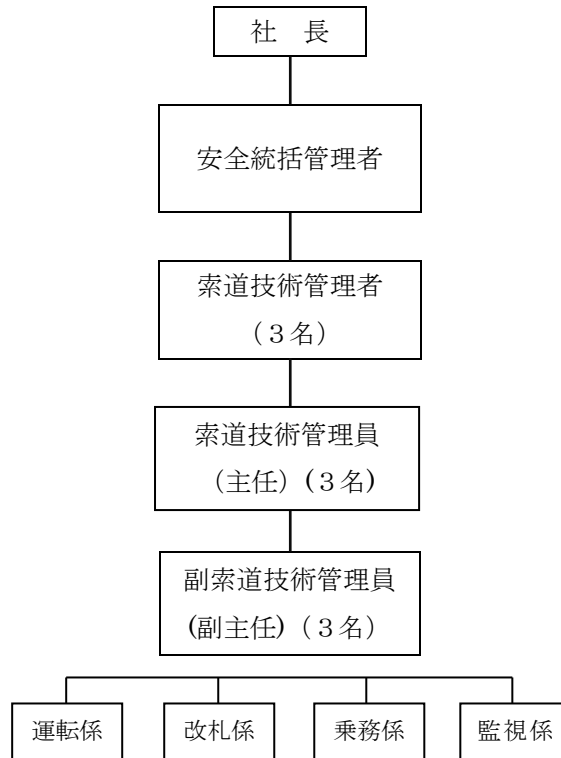 社　長
安全統括管理者
索道技術管理者
（３名）
索道技術管理員
（主任）(３名)
副索道技術管理員
(副主任)（３名）
運転係
改札係
乗務係
監視係